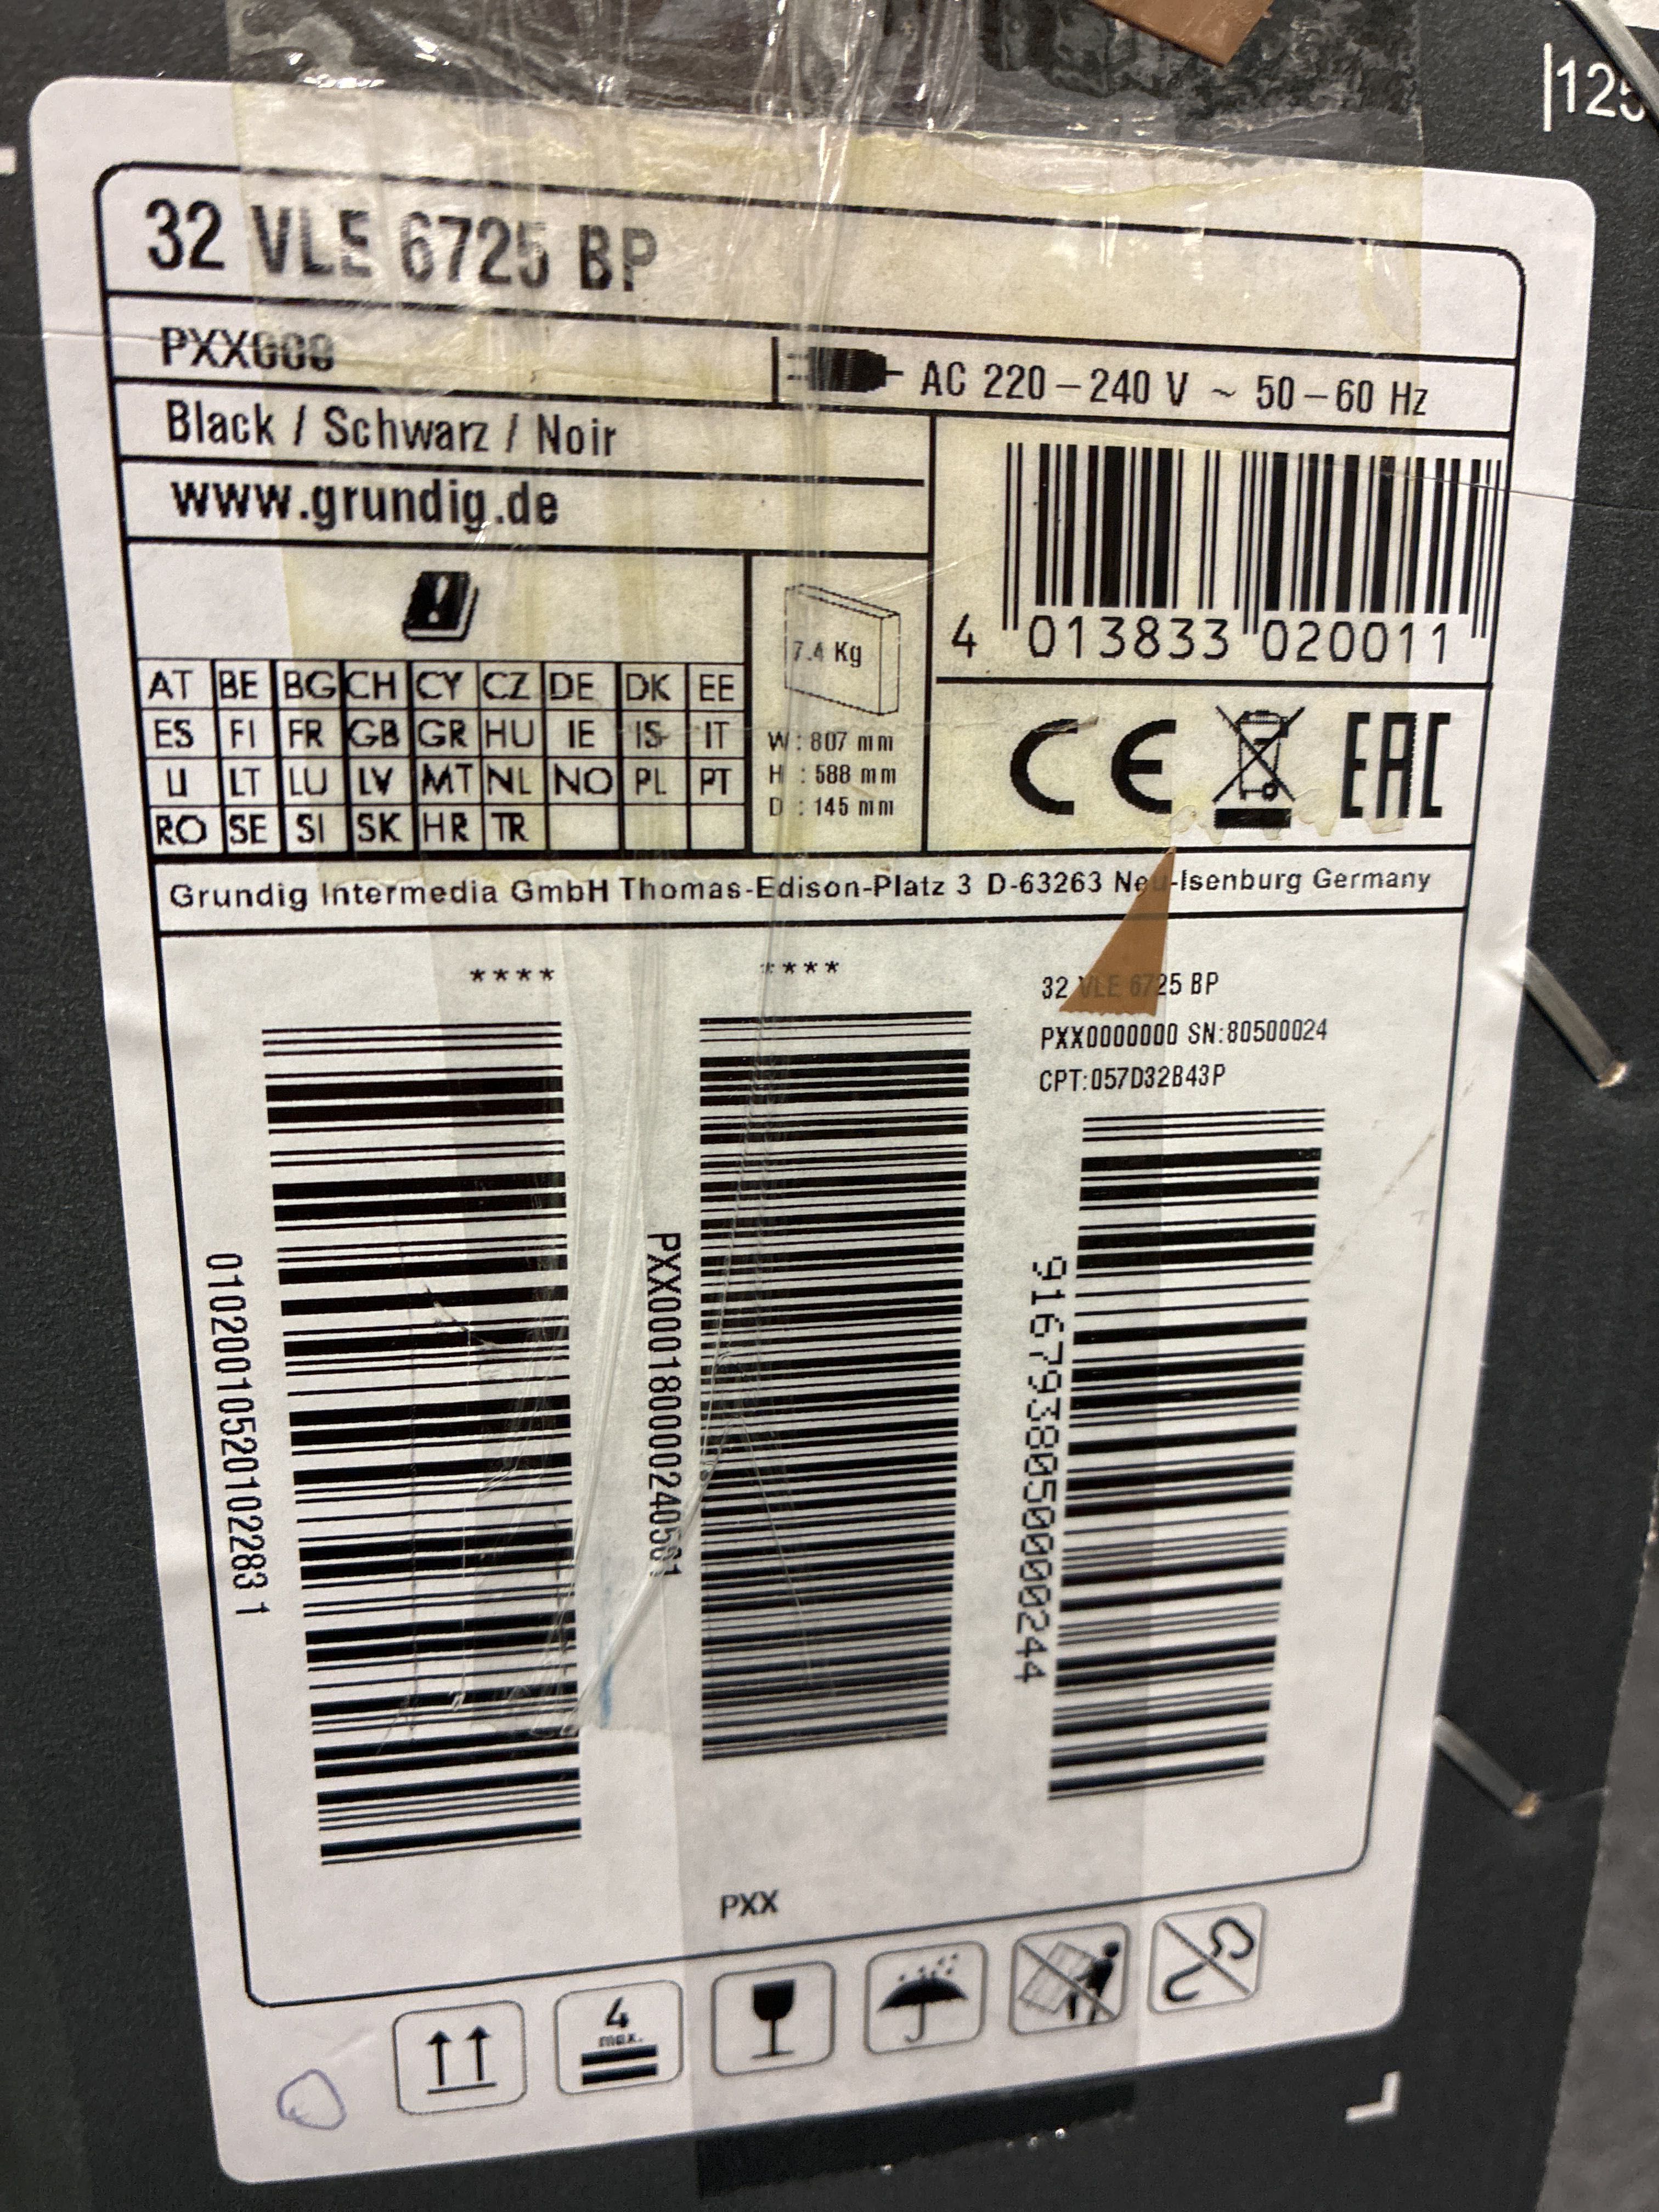 |125
32 VLE 6725 BP
PXX000
AC 220 – 240 V ~ 50 – 60 Hz
Black / Schwarz / Noir
www.grundig.de
4 013833 020011
7.4 Kg
W : 807 mm
H : 588 mm
D : 145 mm
AT BE BG CH CY CZ DE DK EE
ES FI FR GB GR HU IE IS IT
LI LT LU LV MT NL NO PL PT
RO SE SI SK HR TR
CE EAC
Grundig Intermedia GmbH Thomas-Edison-Platz 3 D-63263 Neu-Isenburg Germany
****
****
32 VLE 6725 BP
PXX0000000 SN:80500024
CPT:057D32B43P
01020010520102283 1
9167938050000244
PXX
4
max.